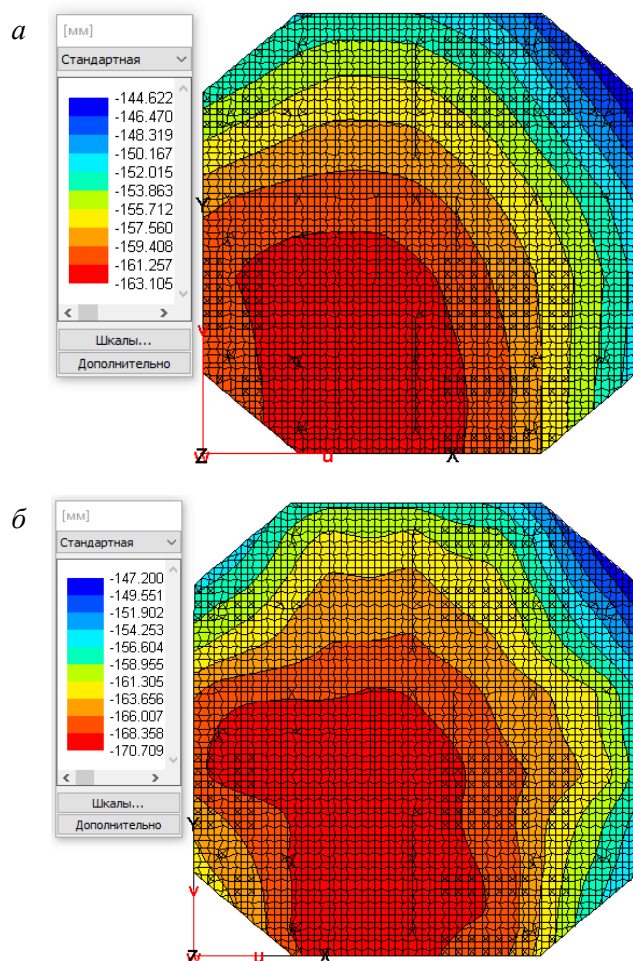 а
[мм]
Стандартная
-144.622
-146.470
-148.319
-150.167
-152.015
-153.863
-155.712
-157.560
-159.408
-161.257
-163.105
Шкалы...
Дополнительно
Y
v
Z
w
u
X
б
[мм]
Стандартная
-147.200
-149.551
-151.902
-154.253
-156.604
-158.955
-161.305
-163.656
-166.007
-168.358
-170.709
Шкалы...
Дополнительно
Y
v
Z
w
u
X